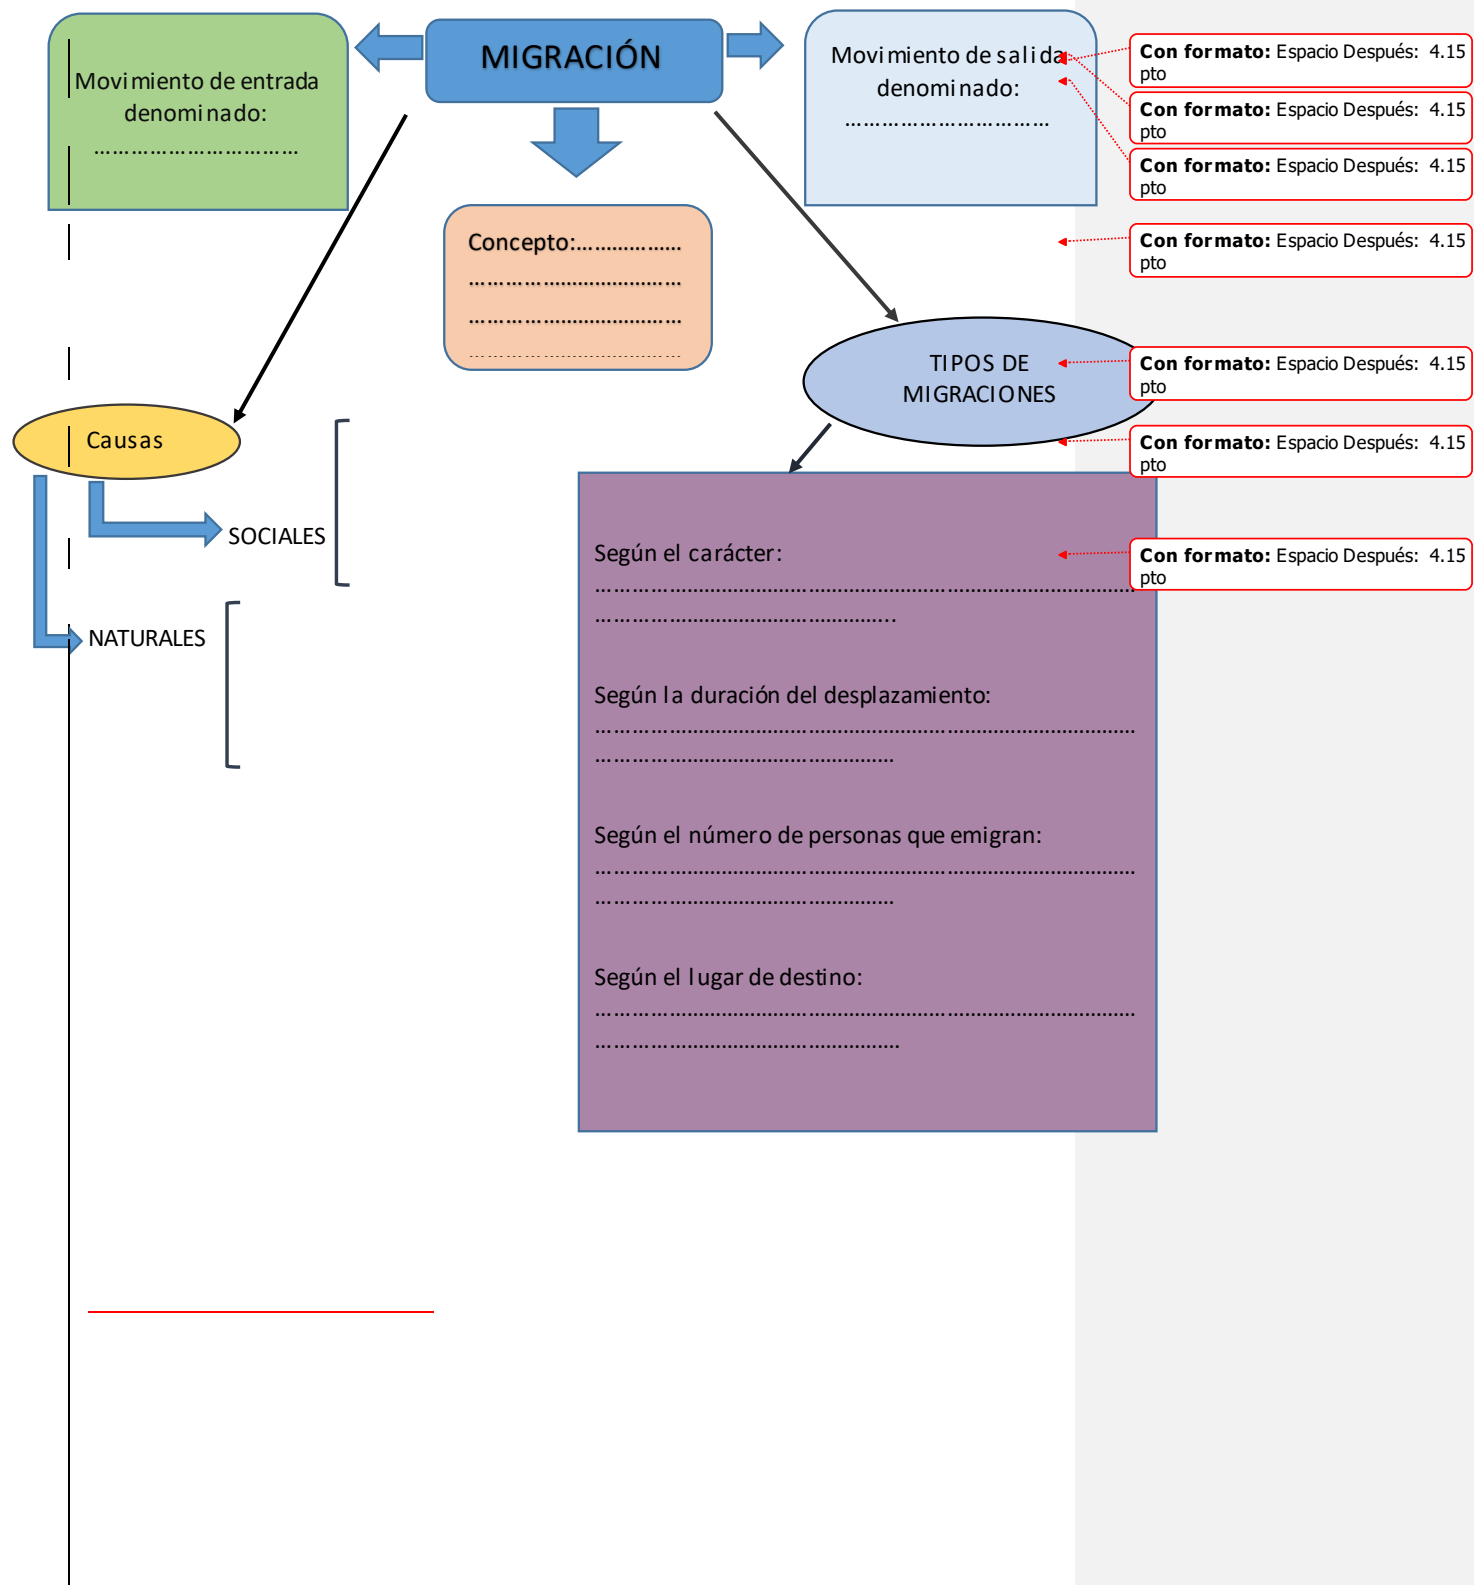 MIGRACIÓN
Movimiento de entrada
denominado:
……………………………
Movimiento de salida
denominado:
……………………………
Concepto:……………..
……………………………
……………………………
……………………………
TIPOS DE
MIGRACIONES
Causas
SOCIALES
NATURALES
Según el carácter:
……………………………………………………………………………
…………………………………………..
Según la duración del desplazamiento:
……………………………………………………………………………
…………………………………………
Según el número de personas que emigran:
……………………………………………………………………………
…………………………………………
Según el lugar de destino:
……………………………………………………………………………
………………………………………….
Con formato: Espacio Después: 4.15
pto
Con formato: Espacio Después: 4.15
pto
Con formato: Espacio Después: 4.15
pto
Con formato: Espacio Después: 4.15
pto
Con formato: Espacio Después: 4.15
pto
Con formato: Espacio Después: 4.15
pto
Con formato: Espacio Después: 4.15
pto